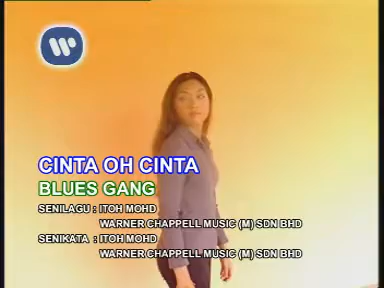 CINTA OH CINTA
BLUES GANG
SENILAGU : ITOH MOHD
WARNER CHAPPELL MUSIC (M) SDN BHD
SENIKATA : ITOH MOHD
WARNER CHAPPELL MUSIC (M) SDN BHD